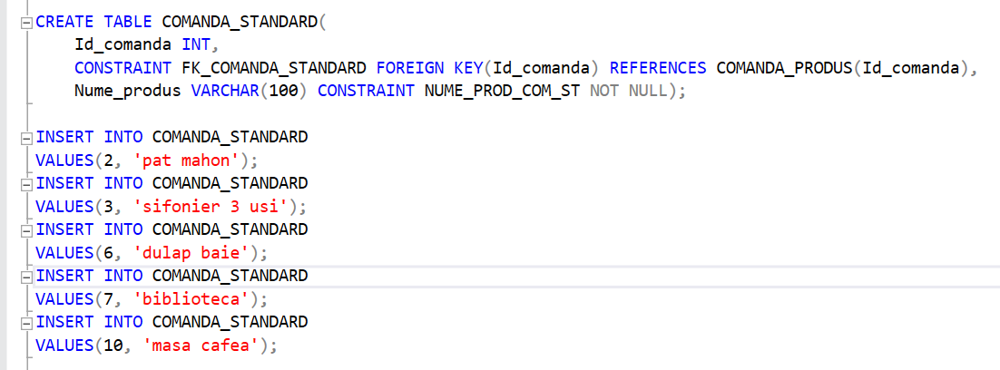 CREATE TABLE COMANDA_STANDARD(
    Id_comanda INT,
    CONSTRAINT FK_COMANDA_STANDARD FOREIGN KEY(Id_comanda) REFERENCES COMANDA_PRODUS(Id_comanda),
    Nume_produs VARCHAR(100) CONSTRAINT NUME_PROD_COM_ST NOT NULL);

INSERT INTO COMANDA_STANDARD
VALUES(2, 'pat mahon');
INSERT INTO COMANDA_STANDARD
VALUES(3, 'sifonier 3 usi');
INSERT INTO COMANDA_STANDARD
VALUES(6, 'dulap baie');
INSERT INTO COMANDA_STANDARD
VALUES(7, 'biblioteca');
INSERT INTO COMANDA_STANDARD
VALUES(10, 'masa cafea');